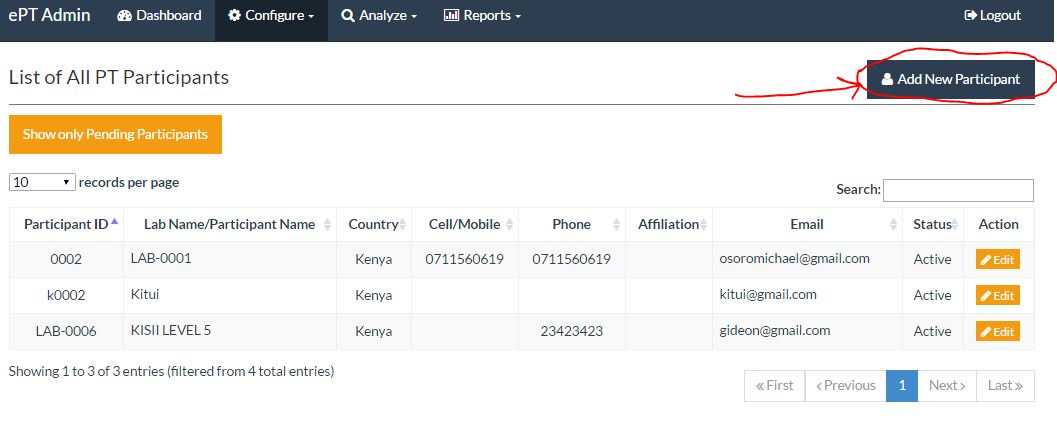 ePT Admin Dashboard Configure Analyze Reports Logout
List of All PT Participants Add New Participant
Show only Pending Participants
10 records per page
Search:
Participant ID Lab Name/Participant Name Country Cell/Mobile Phone Affiliation Email Status Action
0002 LAB-0001 Kenya 0711560619 0711560619 osoromichael@gmail.com Active Edit
k0002 Kitui Kenya kitui@gmail.com Active Edit
LAB-0006 KISII LEVEL 5 Kenya 23423423 gideon@gmail.com Active Edit
Showing 1 to 3 of 3 entries (filtered from 4 total entries)
« First ‹ Previous 1 Next › Last »